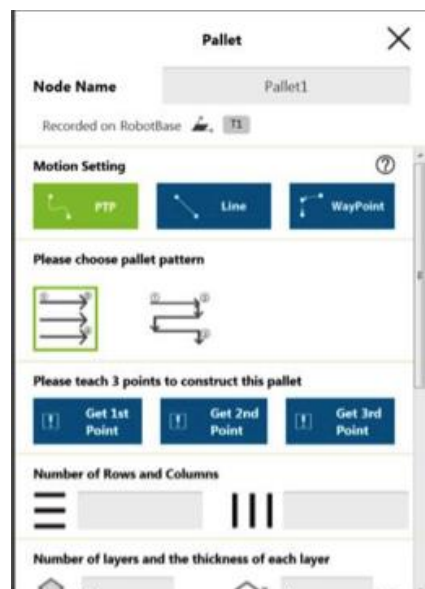 Pallet
Node Name Pallet1
Recorded on RobotBase T1
Motion Setting
PTP Line WayPoint
Please choose pallet pattern
Please teach 3 points to construct this pallet
Get 1st Point Get 2nd Point Get 3rd Point
Number of Rows and Columns
Number of layers and the thickness of each layer